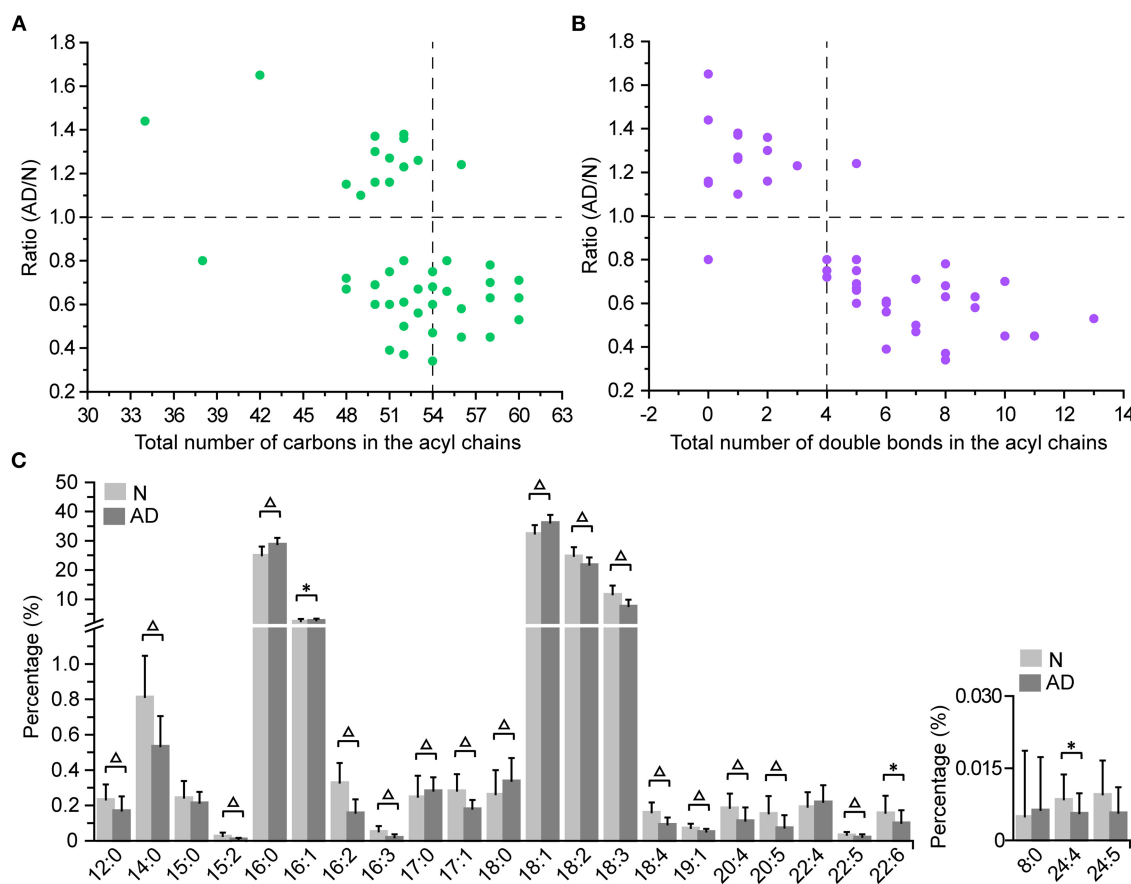 A
1.8
1.6
1.4
1.2
1.0
0.8
0.6
0.4
0.2
Ratio (AD/N)
30 33 36 39 42 45 48 51 54 57 60 63
Total number of carbons in the acyl chains
B
1.8
1.6
1.4
1.2
1.0
0.8
0.6
0.4
0.2
Ratio (AD/N)
-2 0 2 4 6 8 10 12 14
Total number of double bonds in the acyl chains
C
50
40
30
20
10
1.0
0.8
0.6
0.4
0.2
0
Percentage (%)
N
AD
Δ Δ Δ Δ * Δ Δ Δ Δ Δ Δ Δ Δ Δ Δ Δ Δ Δ *
12:0 14:0 15:0 15:2 16:0 16:1 16:2 16:3 17:0 17:1 18:0 18:1 18:2 18:3 18:4 19:1 20:4 20:5 22:4 22:5 22:6
N
AD
0.030
0.015
0
Percentage (%)
*
8:0 24:4 24:5